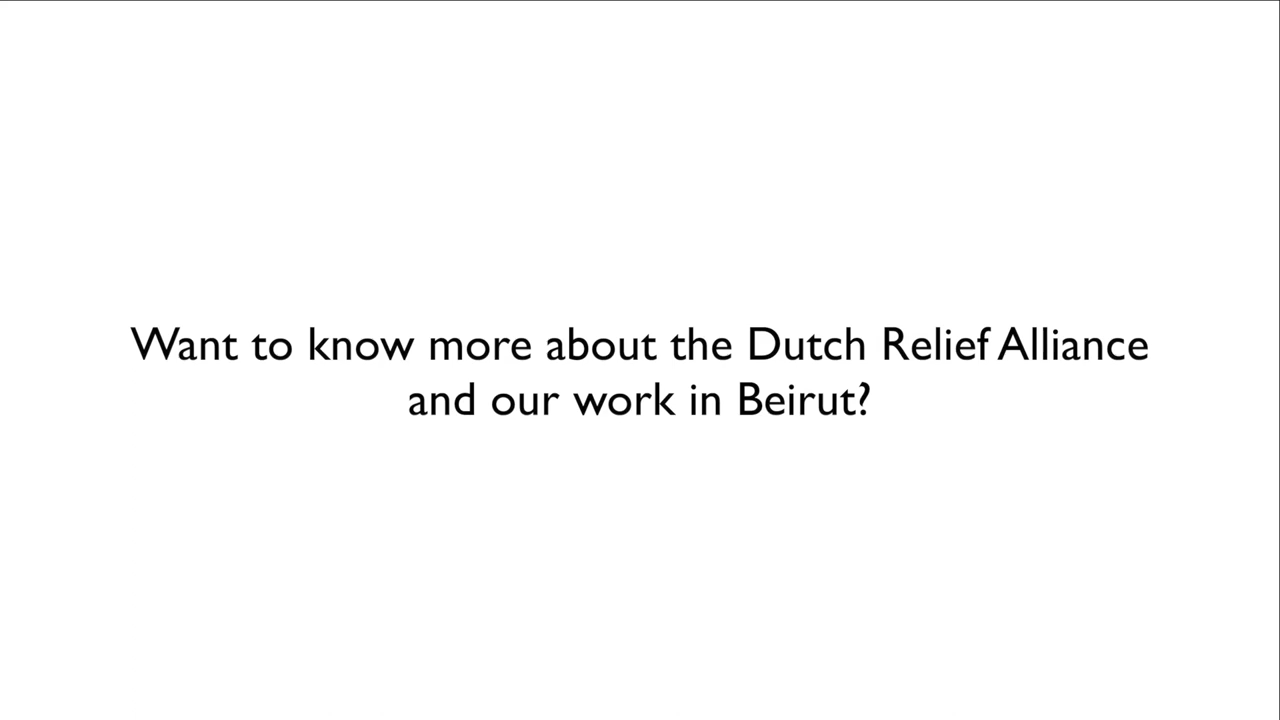 Want to know more about the Dutch Relief Alliance
and our work in Beirut?